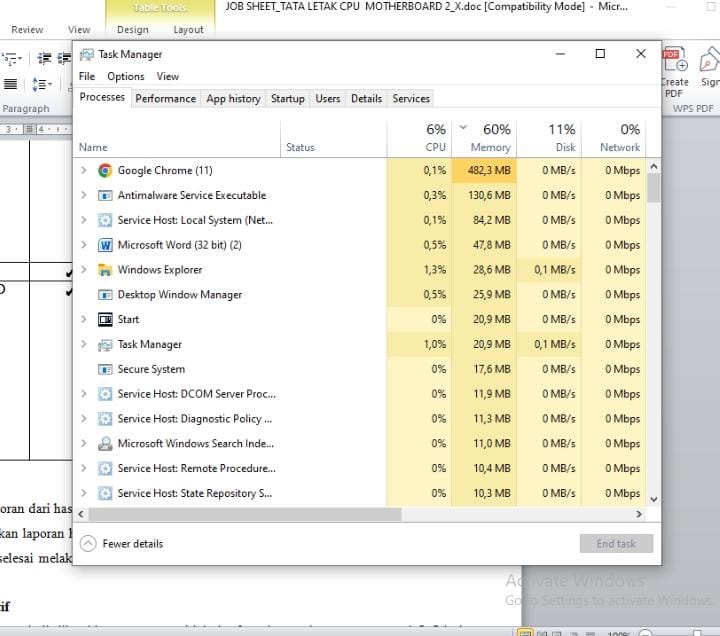 Table Tools
JOB SHEET_TATA LETAK CPU MOTHERBOARD 2_X.doc [Compatibility Mode] - Micr...
Review View Design Layout
Paragraph
Create PDF
Sign
WPS PDF
Task Manager
File Options View
Processes Performance App history Startup Users Details Services
6% 60% 11% 0%
Name Status CPU Memory Disk Network
Google Chrome (11) 0,1% 482,3 MB 0 MB/s 0 Mbps
Antimalware Service Executable 0,3% 130,6 MB 0 MB/s 0 Mbps
Service Host: Local System (Net... 0,1% 84,2 MB 0 MB/s 0 Mbps
Microsoft Word (32 bit) (2) 0,5% 47,8 MB 0 MB/s 0 Mbps
Windows Explorer 1,3% 28,6 MB 0,1 MB/s 0 Mbps
Desktop Window Manager 0,5% 25,9 MB 0 MB/s 0 Mbps
Start 0% 20,9 MB 0 MB/s 0 Mbps
Task Manager 1,0% 20,9 MB 0,1 MB/s 0 Mbps
Secure System 0% 17,6 MB 0 MB/s 0 Mbps
Service Host: DCOM Server Proc... 0% 11,9 MB 0 MB/s 0 Mbps
Service Host: Diagnostic Policy ... 0% 11,3 MB 0 MB/s 0 Mbps
Microsoft Windows Search Inde... 0% 11,0 MB 0 MB/s 0 Mbps
Service Host: Remote Procedure... 0% 10,4 MB 0 MB/s 0 Mbps
Service Host: State Repository S... 0% 10,3 MB 0 MB/s 0 Mbps
Fewer details
End task
oran dari has
kan laporan
selesai melak
tif
Activate Windows
Go to Settings to activate Windows.
100%